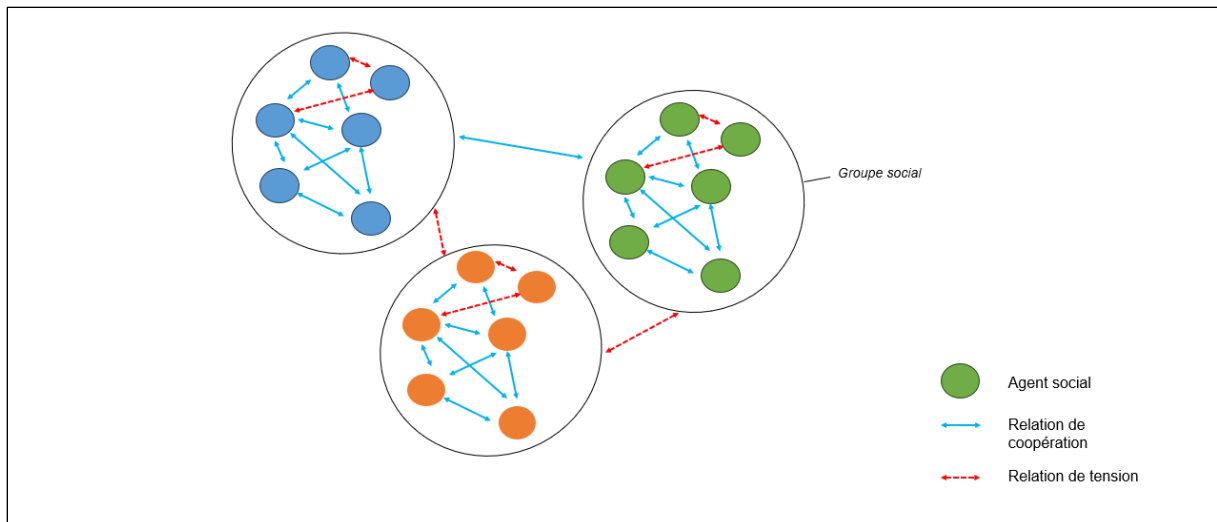 Groupe social
Agent social
Relation de
coopération
Relation de tension